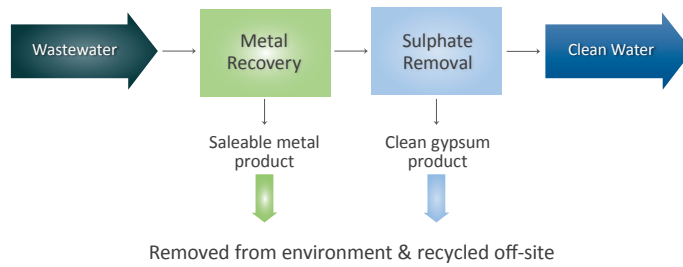 Wastewater
Metal
Recovery
Sulphate
Removal
Clean Water
Saleable metal
product
Clean gypsum
product
Removed from environment & recycled off-site